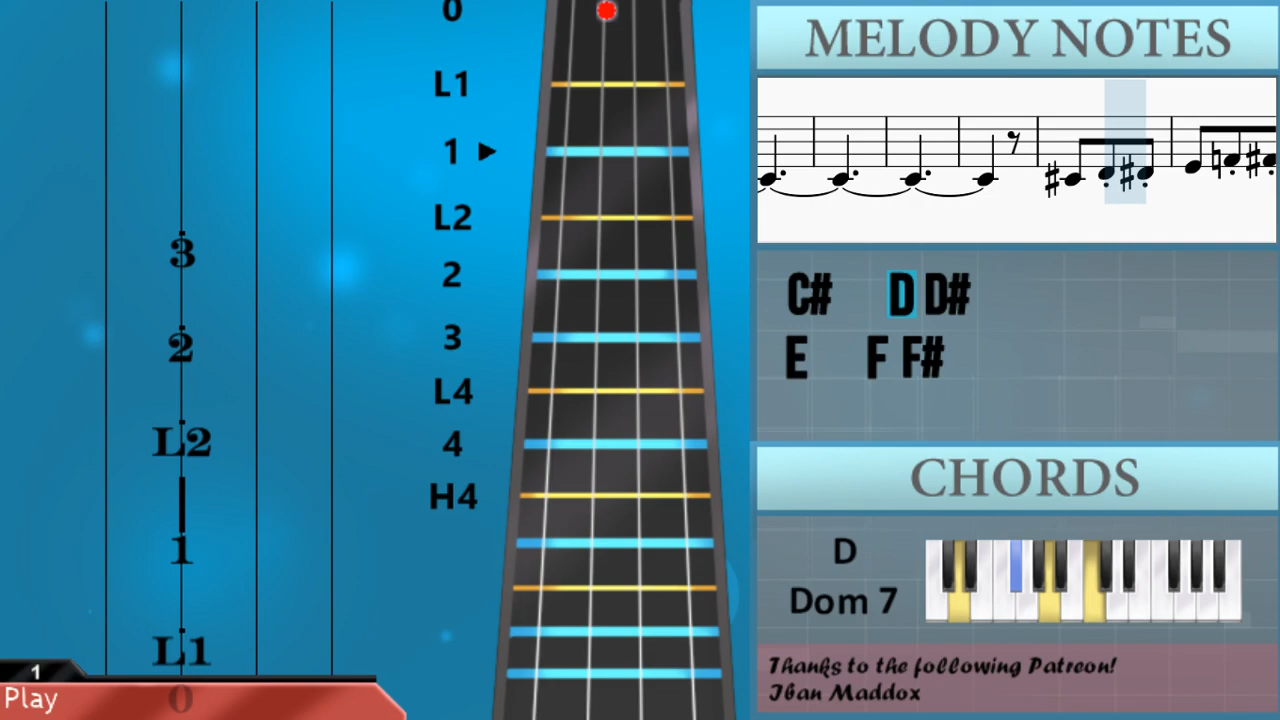 3
2
L2
1
L1
0
1
Play
0
L1
1
L2
2
3
L4
4
H4
MELODY NOTES
C# D D#
E F F#
CHORDS
D
Dom 7
Thanks to the following Patreon!
Iban Maddox